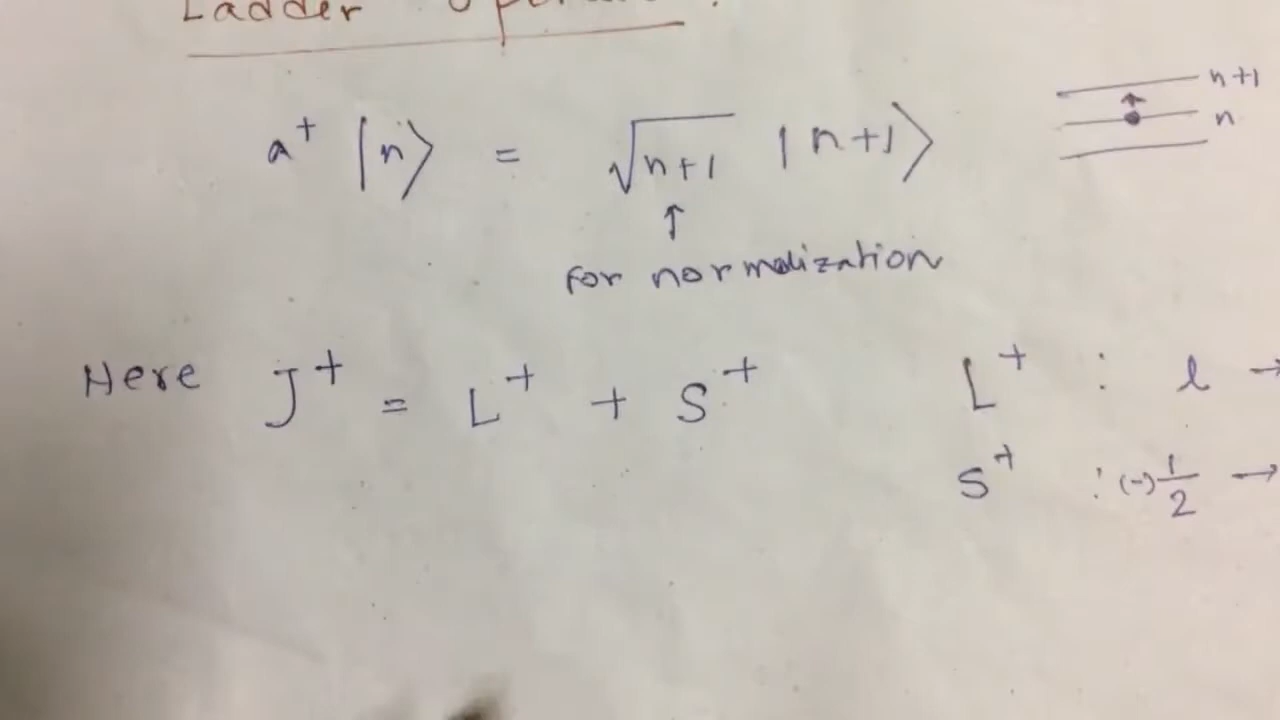 Ladder
n+1
n
a⁺ |n⟩ = √n+1 |n+1⟩
↑
for normalization
Here J⁺ = L⁺ + S⁺
L⁺ : l →
S⁺ : (-) 1/2 →